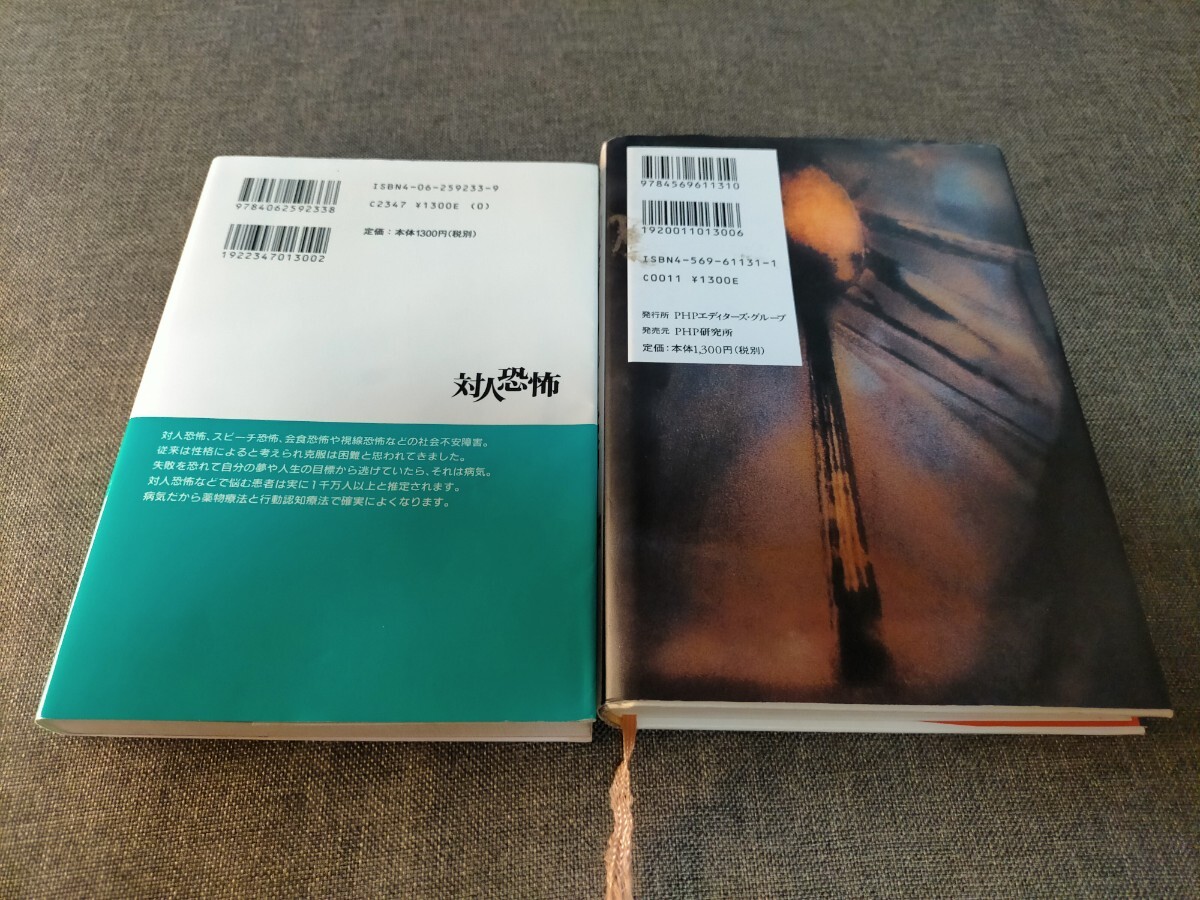 9784062592338
ISBN4-06-259233-9
C2347 ¥1300E (0)
1922347013002
定価：本体1300円(税別)
対人恐怖
対人恐怖、スピーチ恐怖、会食恐怖や視線恐怖などの社会不安障害。
従来は性格によると考えられ克服は困難と思われてきました。
失敗を恐れて自分の夢や人生の目標から逃げていたら、それは病気。
対人恐怖などで悩む患者は実に1千万人以上と推定されます。
病気だから薬物療法と行動認知療法で確実によくなります。
9784569611310
1920011013006
ISBN4-569-61131-1
C0011 ¥1300E
発行所 PHPエディターズ・グループ
発売元 PHP研究所
定価：本体1,300円(税別)